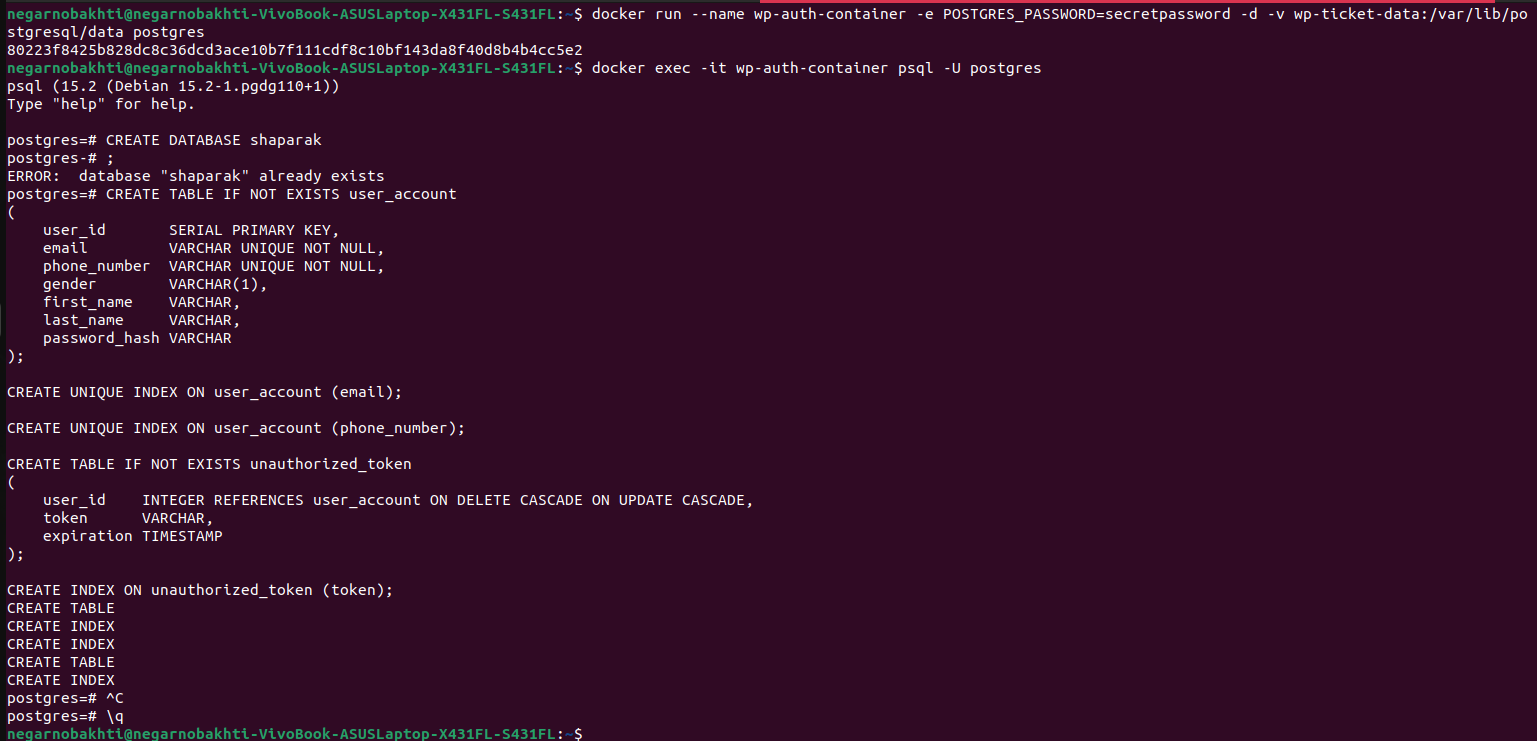 negarnobakhti@negarnobakhti-VivoBook-ASUSLaptop-X431FL-S431FL:~$ docker run --name wp-auth-container -e POSTGRES_PASSWORD=secretpassword -d -v wp-ticket-data:/var/lib/po
stgresql/data postgres
80223f8425b828dc8c36dcd3ace10b7f111cdf8c10bf143da8f40d8b4b4cc5e2
negarnobakhti@negarnobakhti-VivoBook-ASUSLaptop-X431FL-S431FL:~$ docker exec -it wp-auth-container psql -U postgres
psql (15.2 (Debian 15.2-1.pgdg110+1))
Type "help" for help.

postgres=# CREATE DATABASE shaparak
postgres-# ;
ERROR:  database "shaparak" already exists
postgres=# CREATE TABLE IF NOT EXISTS user_account
(
    user_id       SERIAL PRIMARY KEY,
    email         VARCHAR UNIQUE NOT NULL,
    phone_number  VARCHAR UNIQUE NOT NULL,
    gender        VARCHAR(1),
    first_name    VARCHAR,
    last_name     VARCHAR,
    password_hash VARCHAR
);

CREATE UNIQUE INDEX ON user_account (email);

CREATE UNIQUE INDEX ON user_account (phone_number);

CREATE TABLE IF NOT EXISTS unauthorized_token
(
    user_id    INTEGER REFERENCES user_account ON DELETE CASCADE ON UPDATE CASCADE,
    token      VARCHAR,
    expiration TIMESTAMP
);

CREATE INDEX ON unauthorized_token (token);
CREATE TABLE
CREATE INDEX
CREATE INDEX
CREATE TABLE
CREATE INDEX
postgres=# ^C
postgres=# \q
negarnobakhti@negarnobakhti-VivoBook-ASUSLaptop-X431FL-S431FL:~$